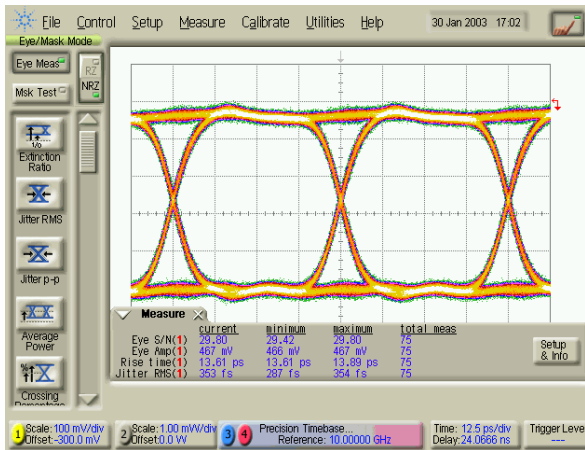 File Control Setup Measure Calibrate Utilities Help 30 Jan 2003 17:02
Eye/Mask Mode
Eye Meas
RZ
NRZ
Msk Test
1/0
Extinction
Ratio
Jitter RMS
Jitter p-p
Average
Power
Crossing
Measure
current minimum maximum total meas
Eye S/N(1) 29.80 29.42 29.80 75
Eye Amp(1) 467 mV 466 mV 467 mV 75
Rise time(1) 13.61 ps 13.61 ps 13.89 ps 75
Jitter RMS(1) 353 fs 287 fs 354 fs 75
Setup
& Info
1 Scale:100 mV/div
Offset:-300.0 mV
2 Scale:1.00 mW/div
Offset:0.0 W
3 4 Precision Timebase...
Reference: 10.00000 GHz
Time: 12.5 ps/div
Delay:24.0666 ns
Trigger Leve
---